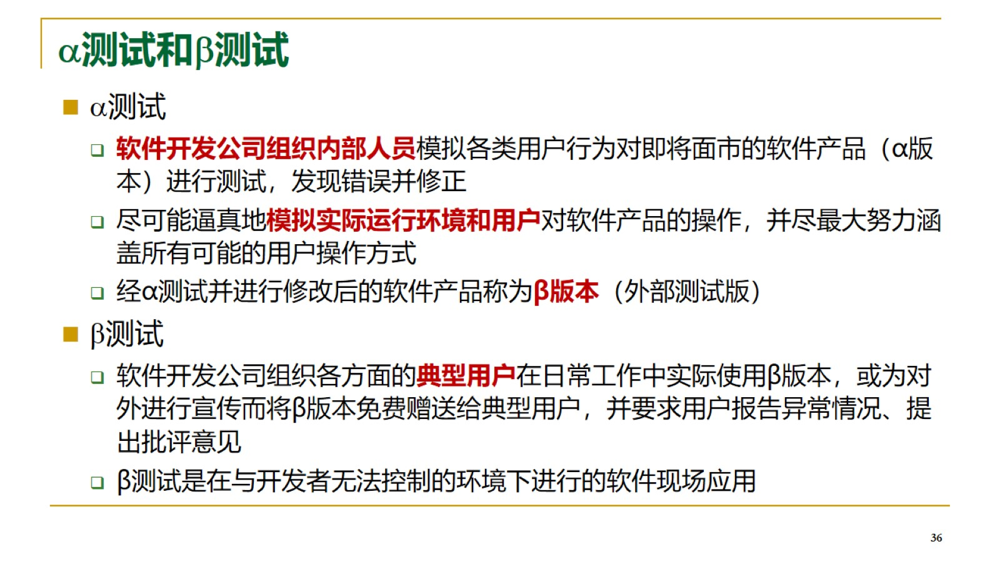 α测试和β测试
α测试
软件开发公司组织内部人员模拟各类用户行为对即将面市的软件产品（α版
本）进行测试，发现错误并修正
尽可能逼真地模拟实际运行环境和用户对软件产品的操作，并尽最大努力涵
盖所有可能的用户操作方式
经α测试并进行修改后的软件产品称为β版本（外部测试版）
β测试
软件开发公司组织各方面的典型用户在日常工作中实际使用β版本，或为对
外进行宣传而将β版本免费赠送给典型用户，并要求用户报告异常情况、提
出批评意见
β测试是在与开发者无法控制的环境下进行的软件现场应用
36